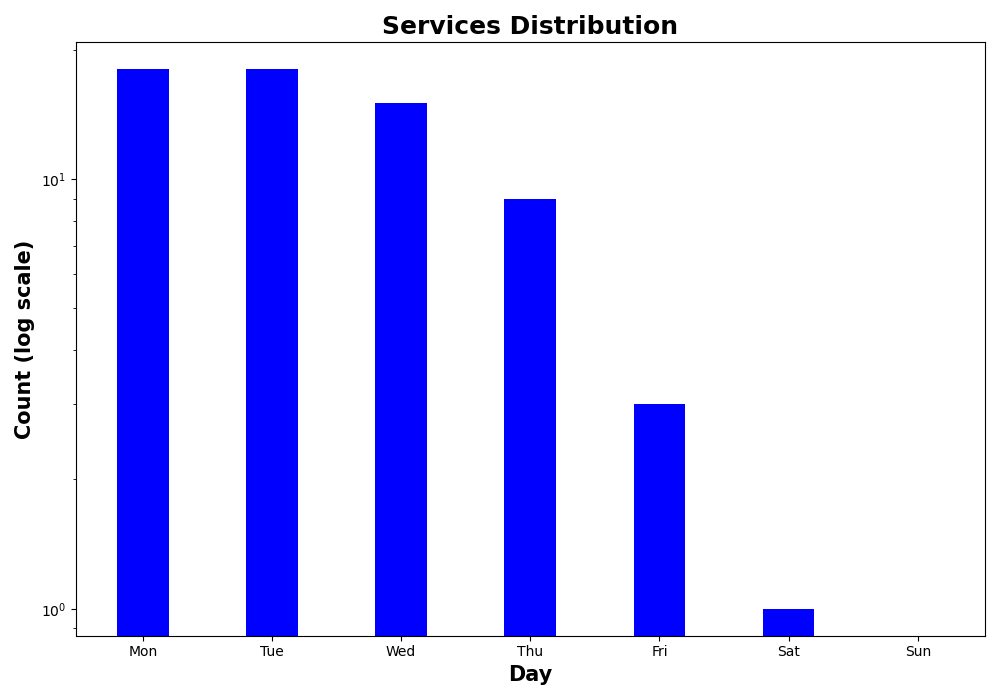 Services Distribution
Count (log scale)
10¹
10⁰
Mon Tue Wed Thu Fri Sat Sun
Day